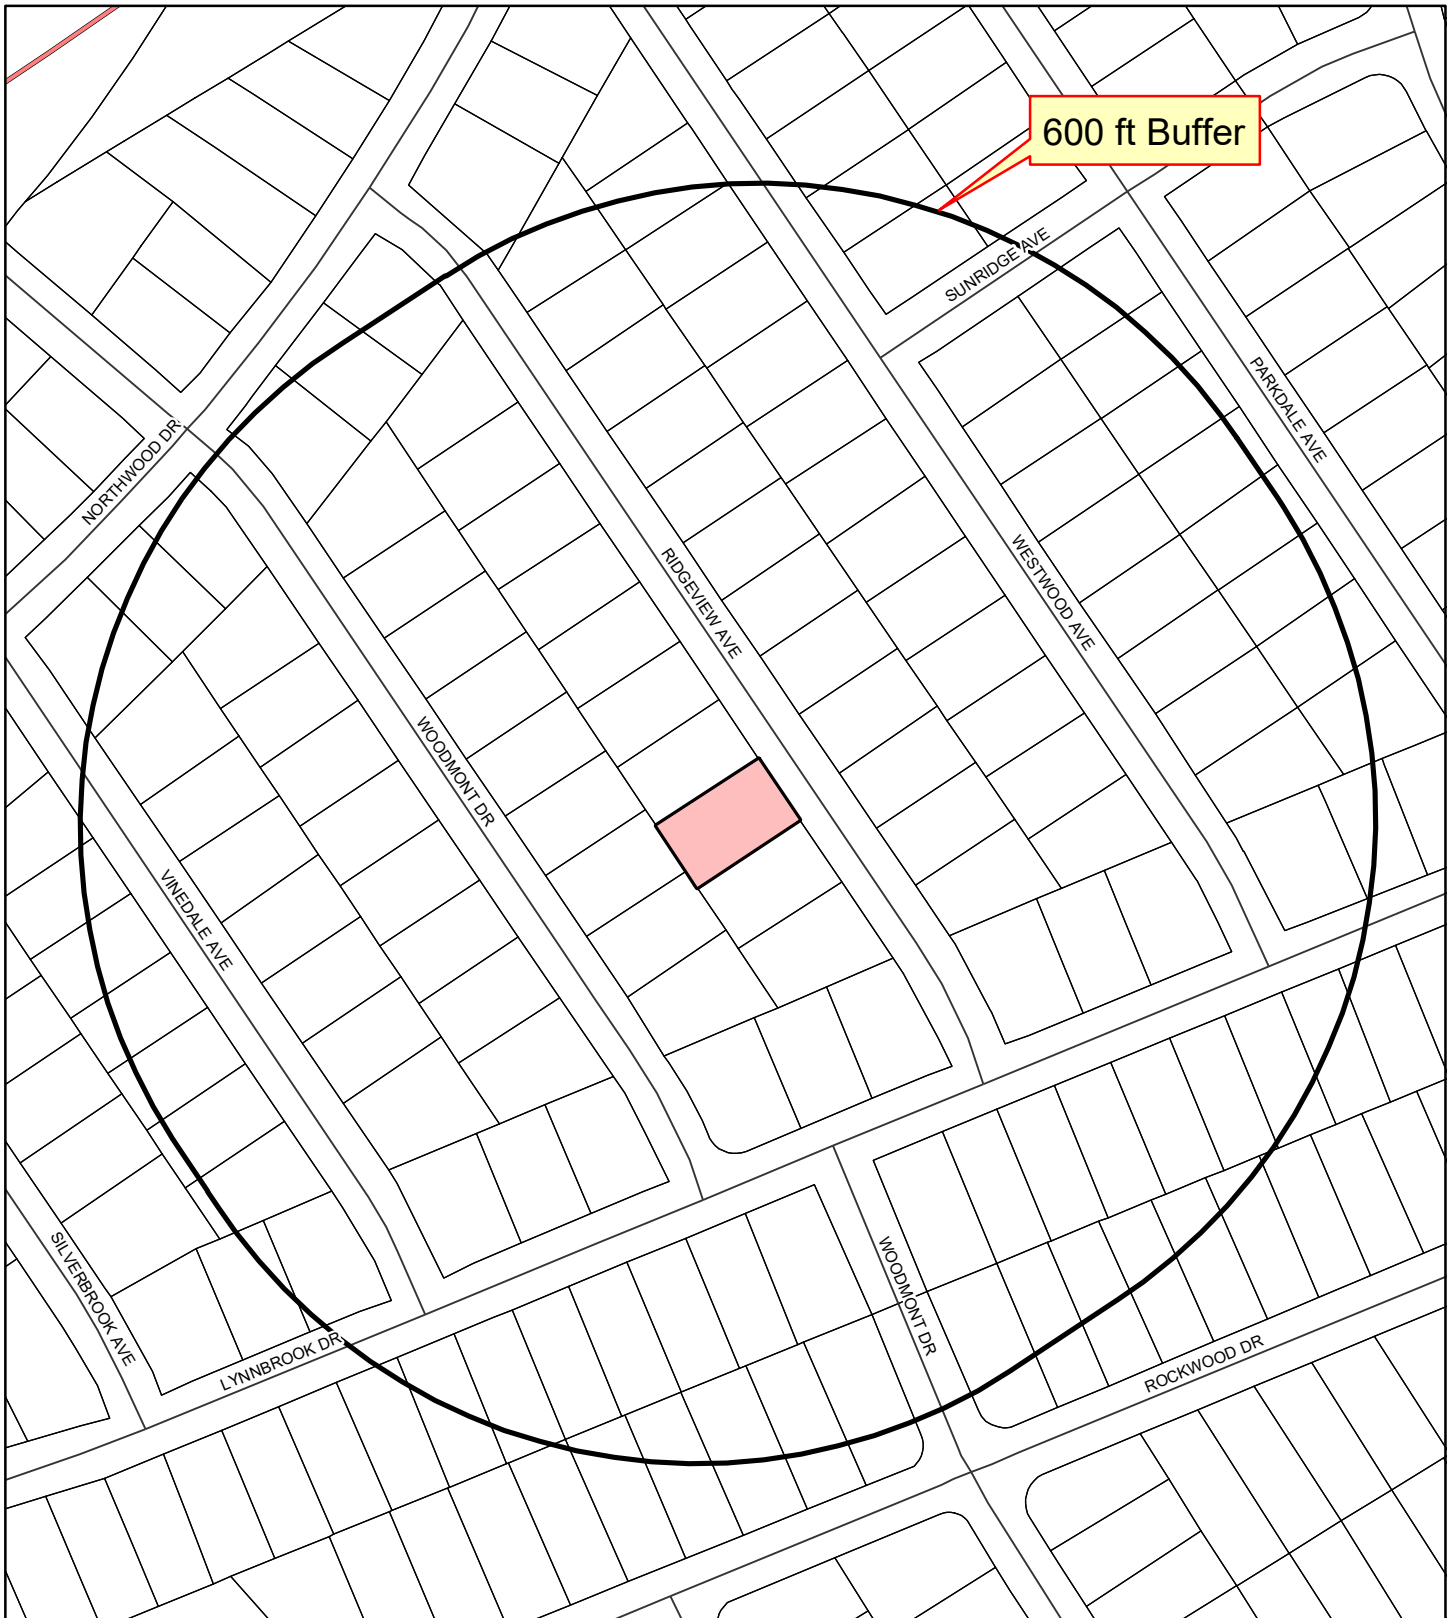 600 ft Buffer
SUNRIDGE AVE
PARKDALE AVE
NORTHWOOD DR
RIDGEVIEW AVE
WESTWOOD AVE
WOODMONT DR
VINEDALE AVE
SILVERBROOK AVE
WOODMONT DR
LYNNBROOK DR
ROCKWOOD DR